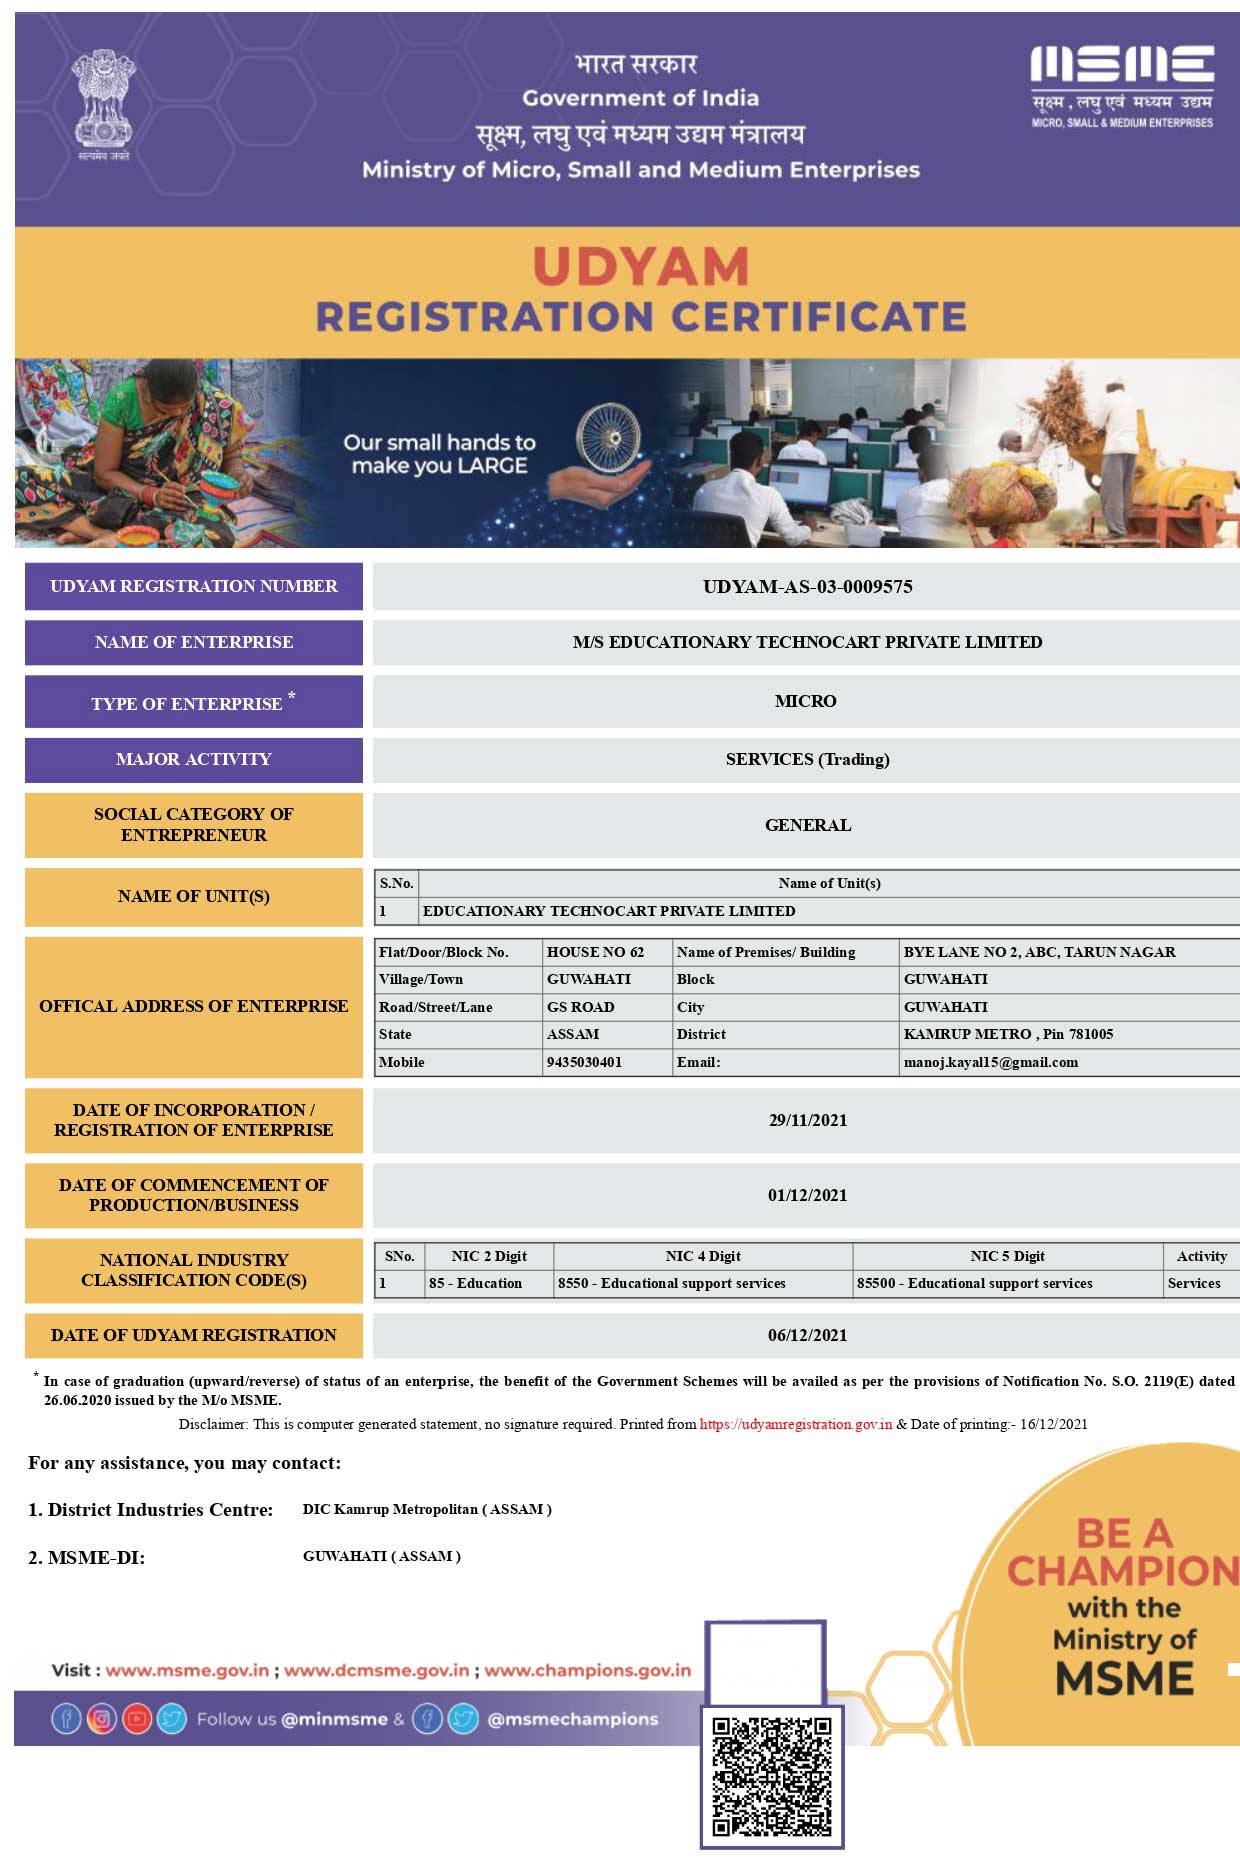 भारत सरकार
Government of India
सूक्ष्म, लघु एवं मध्यम उद्यम मंत्रालय
Ministry of Micro, Small and Medium Enterprises
सत्यमेव जयते
MSME
सूक्ष्म , लघु एवं मध्यम उद्यम
MICRO, SMALL & MEDIUM ENTERPRISES
UDYAM
REGISTRATION CERTIFICATE
Our small hands to
make you LARGE
UDYAM REGISTRATION NUMBER UDYAM-AS-03-0009575
NAME OF ENTERPRISE M/S EDUCATIONARY TECHNOCART PRIVATE LIMITED
TYPE OF ENTERPRISE * MICRO
MAJOR ACTIVITY SERVICES (Trading)
SOCIAL CATEGORY OF
ENTREPRENEUR
GENERAL
NAME OF UNIT(S)
S.No. Name of Unit(s)
1 EDUCATIONARY TECHNOCART PRIVATE LIMITED
OFFICAL ADDRESS OF ENTERPRISE
Flat/Door/Block No. HOUSE NO 62 Name of Premises/ Building BYE LANE NO 2, ABC, TARUN NAGAR
Village/Town GUWAHATI Block GUWAHATI
Road/Street/Lane GS ROAD City GUWAHATI
State ASSAM District KAMRUP METRO , Pin 781005
Mobile 9435030401 Email: manoj.kayal15@gmail.com
DATE OF INCORPORATION /
REGISTRATION OF ENTERPRISE
29/11/2021
DATE OF COMMENCEMENT OF
PRODUCTION/BUSINESS
01/12/2021
NATIONAL INDUSTRY
CLASSIFICATION CODE(S)
SNo. NIC 2 Digit NIC 4 Digit NIC 5 Digit Activity
1 85 - Education 8550 - Educational support services 85500 - Educational support services Services
DATE OF UDYAM REGISTRATION 06/12/2021
* In case of graduation (upward/reverse) of status of an enterprise, the benefit of the Government Schemes will be availed as per the provisions of Notification No. S.O. 2119(E) dated
26.06.2020 issued by the M/o MSME.
Disclaimer: This is computer generated statement, no signature required. Printed from https://udyamregistration.gov.in & Date of printing:- 16/12/2021
For any assistance, you may contact:
1. District Industries Centre: DIC Kamrup Metropolitan ( ASSAM )
2. MSME-DI: GUWAHATI ( ASSAM )
BE A
CHAMPION
with the
Ministry of
MSME
Visit : www.msme.gov.in ; www.dcmsme.gov.in ; www.champions.gov.in
Follow us @minmsme & @msmechampions